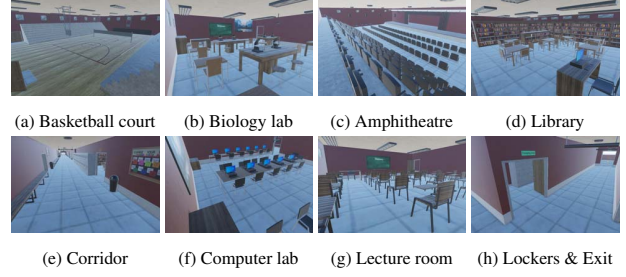 (a) Basketball court (b) Biology lab (c) Amphitheatre (d) Library
(e) Corridor (f) Computer lab (g) Lecture room (h) Lockers & Exit